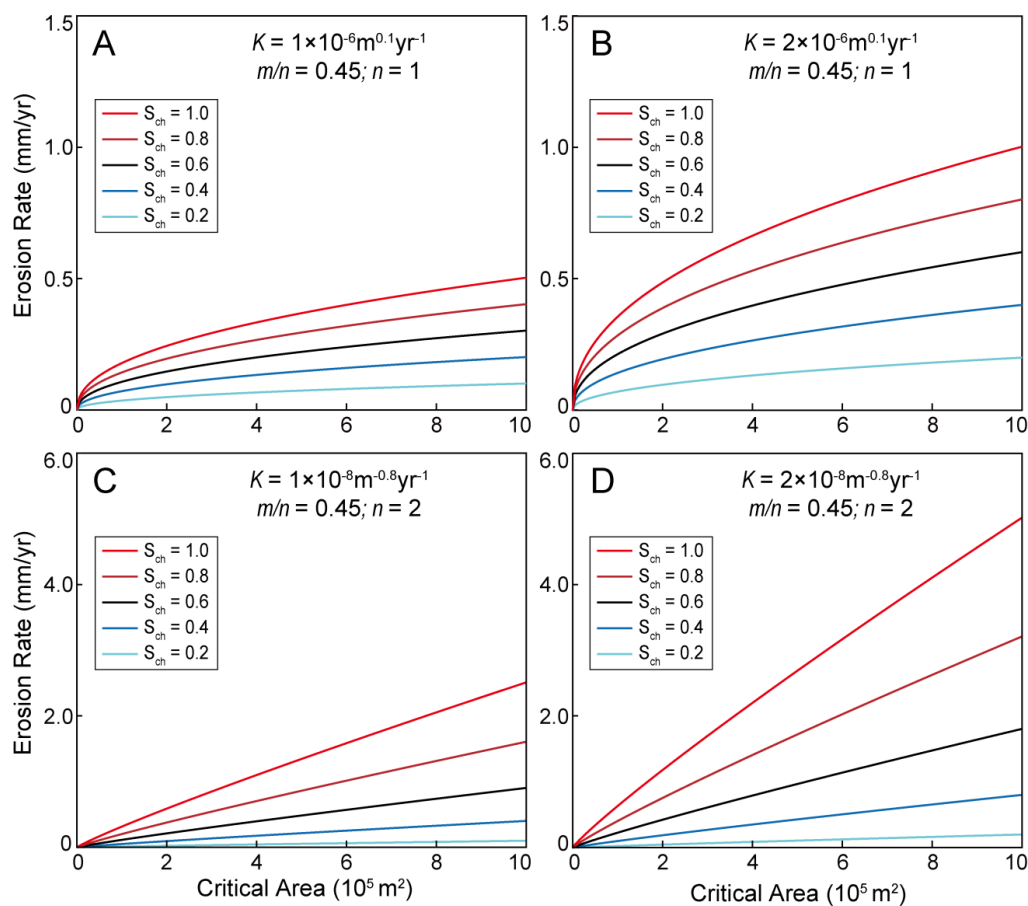 A
K = 1×10⁻⁶m⁰·¹yr⁻¹
m/n = 0.45; n = 1
S_ch = 1.0
S_ch = 0.8
S_ch = 0.6
S_ch = 0.4
S_ch = 0.2
Erosion Rate (mm/yr)
1.5
1.0
0.5
0
0 2 4 6 8 10
B
K = 2×10⁻⁶m⁰·¹yr⁻¹
m/n = 0.45; n = 1
S_ch = 1.0
S_ch = 0.8
S_ch = 0.6
S_ch = 0.4
S_ch = 0.2
1.5
1.0
0.5
0
0 2 4 6 8 10
C
K = 1×10⁻⁸m⁻⁰·⁸yr⁻¹
m/n = 0.45; n = 2
S_ch = 1.0
S_ch = 0.8
S_ch = 0.6
S_ch = 0.4
S_ch = 0.2
Erosion Rate (mm/yr)
6.0
4.0
2.0
0
0 2 4 6 8 10
Critical Area (10⁵ m²)
D
K = 2×10⁻⁸m⁻⁰·⁸yr⁻¹
m/n = 0.45; n = 2
S_ch = 1.0
S_ch = 0.8
S_ch = 0.6
S_ch = 0.4
S_ch = 0.2
6.0
4.0
2.0
0
0 2 4 6 8 10
Critical Area (10⁵ m²)